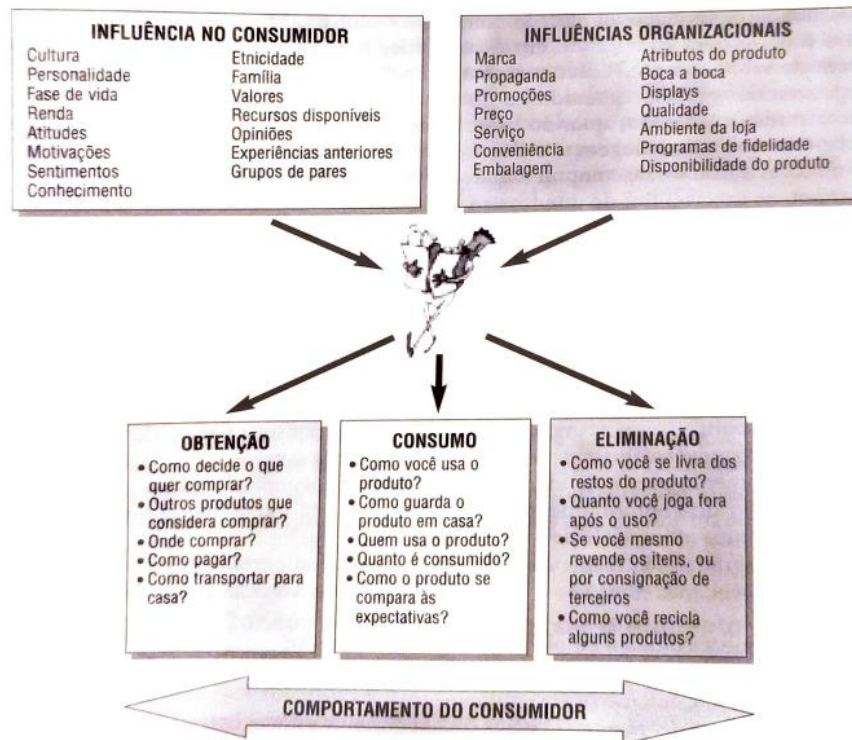 INFLUÊNCIA NO CONSUMIDOR
Cultura
Personalidade
Fase de vida
Renda
Atitudes
Motivações
Sentimentos
Conhecimento
Etnicidade
Família
Valores
Recursos disponíveis
Opiniões
Experiências anteriores
Grupos de pares
INFLUÊNCIAS ORGANIZACIONAIS
Marca
Propaganda
Promoções
Preço
Serviço
Conveniência
Embalagem
Atributos do produto
Boca a boca
Displays
Qualidade
Ambiente da loja
Programas de fidelidade
Disponibilidade do produto
OBTENÇÃO
• Como decide o que
quer comprar?
• Outros produtos que
considera comprar?
• Onde comprar?
• Como pagar?
• Como transportar para
casa?
CONSUMO
• Como você usa o
produto?
• Como guarda o
produto em casa?
• Quem usa o produto?
• Quanto é consumido?
• Como o produto se
compara às
expectativas?
ELIMINAÇÃO
• Como você se livra dos
restos do produto?
• Quanto você joga fora
após o uso?
• Se você mesmo
revende os itens, ou
por consignação de
terceiros
• Como você recicla
alguns produtos?
COMPORTAMENTO DO CONSUMIDOR